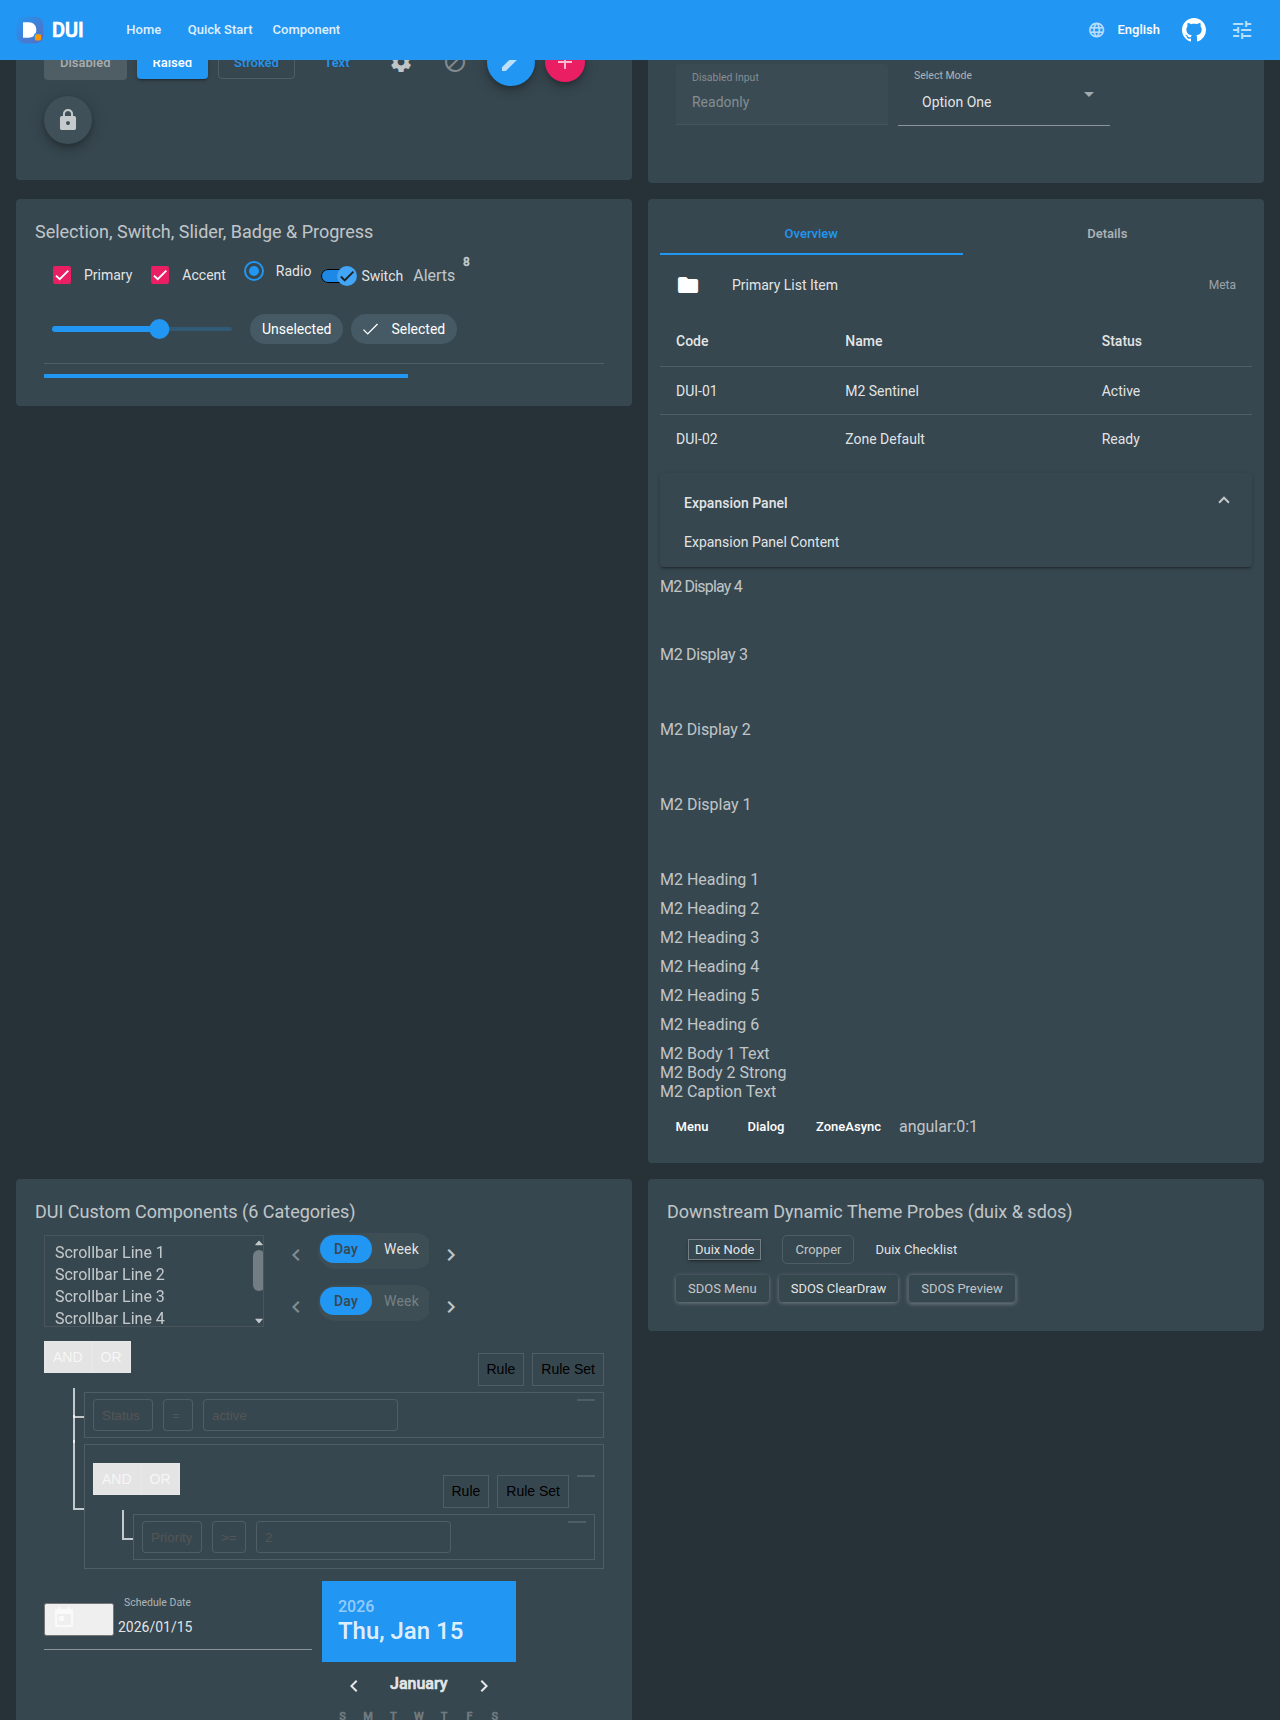 DUI
Home
Quick Start
Component
English
Disabled
Raised
Stroked
Text
Disabled Input
Readonly
Select Mode
Option One
Selection, Switch, Slider, Badge & Progress
Primary
Accent
Radio
Switch
Alerts
8
Unselected
Selected
Overview
Details
Primary List Item
Meta
Code
Name
Status
DUI-01
M2 Sentinel
Active
DUI-02
Zone Default
Ready
Expansion Panel
Expansion Panel Content
M2 Display 4
M2 Display 3
M2 Display 2
M2 Display 1
M2 Heading 1
M2 Heading 2
M2 Heading 3
M2 Heading 4
M2 Heading 5
M2 Heading 6
M2 Body 1 Text
M2 Body 2 Strong
M2 Caption Text
Menu
Dialog
ZoneAsync
angular:0:1
DUI Custom Components (6 Categories)
Scrollbar Line 1
Scrollbar Line 2
Scrollbar Line 3
Scrollbar Line 4
Day
Week
Day
Week
AND
OR
Rule
Rule Set
Status
=
active
AND
OR
Rule
Rule Set
Priority
>=
2
Schedule Date
2026/01/15
2026
Thu, Jan 15
January
S M T W T F S
Downstream Dynamic Theme Probes (duix & sdos)
Duix Node
Cropper
Duix Checklist
SDOS Menu
SDOS ClearDraw
SDOS Preview